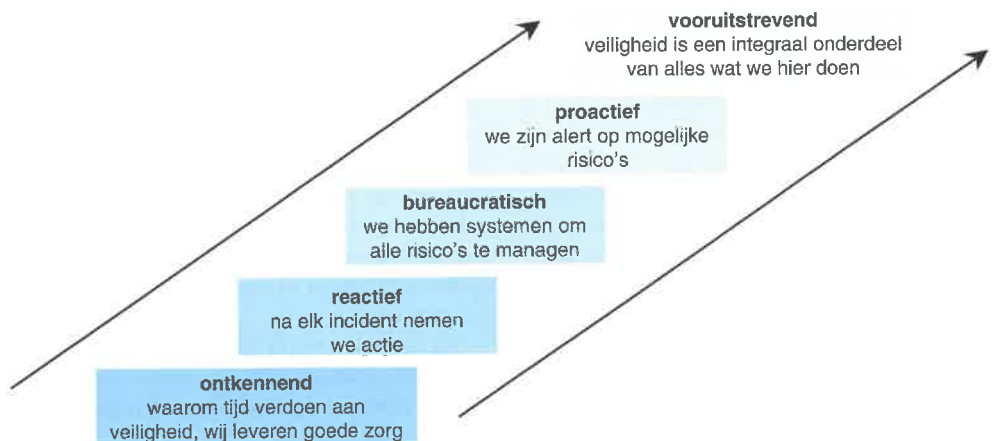 vooruitstrevend
veiligheid is een integraal onderdeel
van alles wat we hier doen
proactief
we zijn alert op mogelijke
risico's
bureaucratisch
we hebben systemen om
alle risico's te managen
reactief
na elk incident nemen
we actie
ontkennend
waarom tijd verdoen aan
veiligheid, wij leveren goede zorg